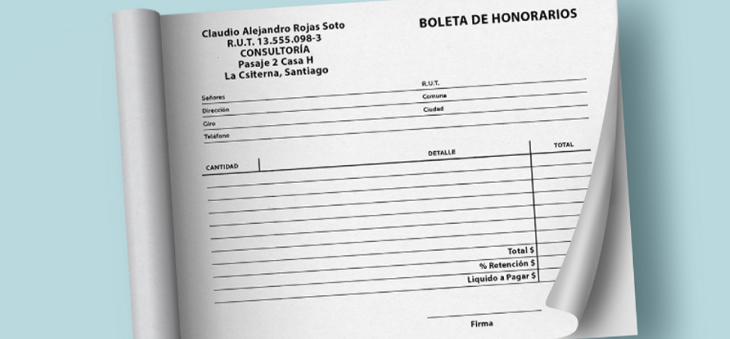 Claudio Alejandro Rojas Soto
R.U.T. 13.555.098-3
CONSULTORÍA
Pasaje 2 Casa H
La Csiterna, Santiago
BOLETA DE HONORARIOS
Señores
R.U.T.
Dirección
Comuna
Giro
Ciudad
Teléfono
CANTIDAD
DETALLE
TOTAL
Total $
% Retención $
Liquido a Pagar $
Firma